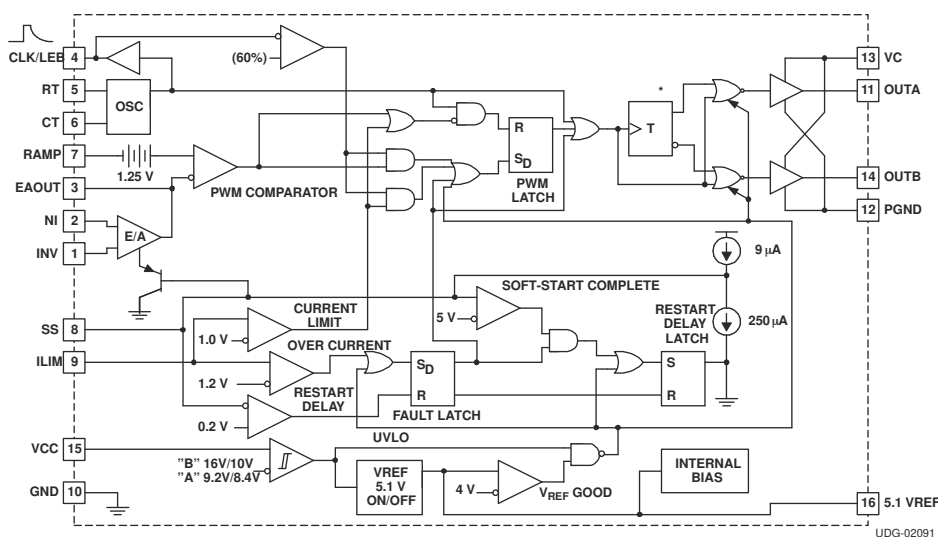 CLK/LEB 4
(60%)
13 VC
RT 5
OSC
11 OUTA
CT 6
*
R
T
RAMP 7
SD
1.25 V
PWM COMPARATOR
PWM
LATCH
EAOUT 3
14 OUTB
NI 2
12 PGND
E/A
INV 1
9 µA
SOFT-START COMPLETE
SS 8
CURRENT
LIMIT
1.0 V
5 V
RESTART
DELAY
LATCH
250 µA
ILIM 9
OVER CURRENT
1.2 V
SD
S
RESTART
DELAY
R
R
FAULT LATCH
0.2 V
UVLO
VCC 15
"B" 16V/10V
"A" 9.2V/8.4V
VREF
5.1 V
ON/OFF
4 V
VREF GOOD
INTERNAL
BIAS
GND 10
16 5.1 VREF
UDG-02091